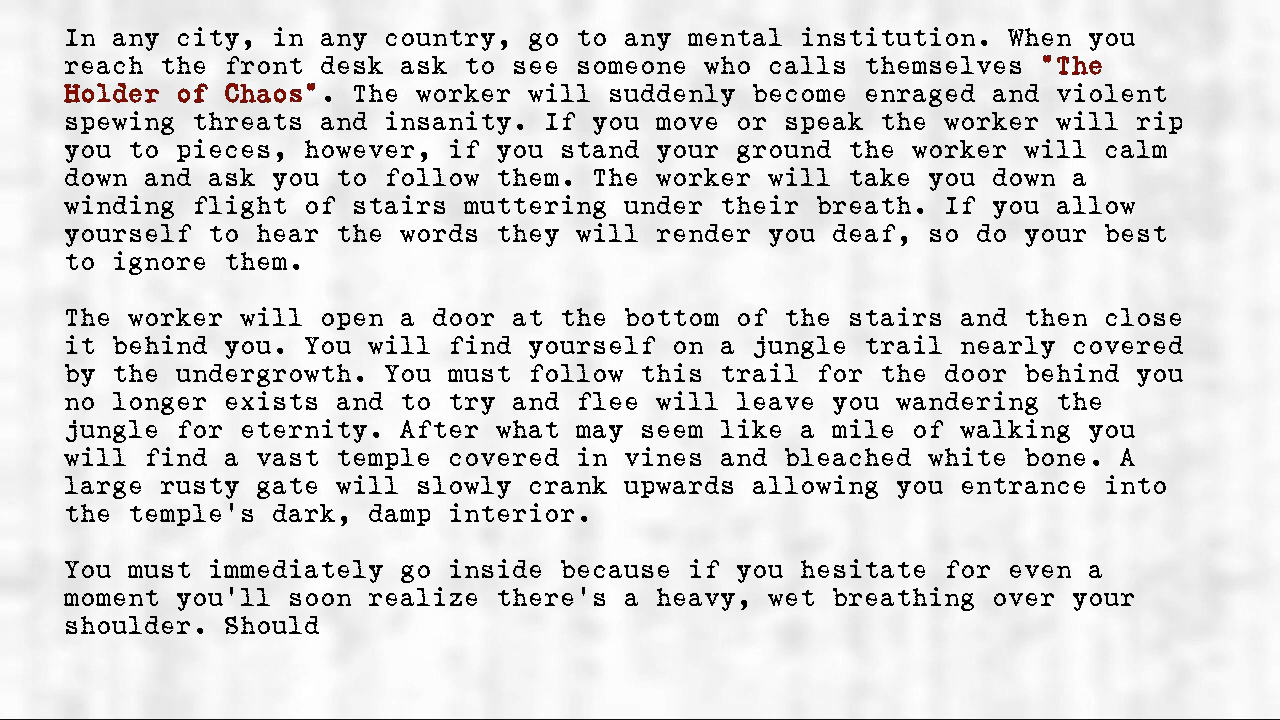 In any city, in any country, go to any mental institution. When you
reach the front desk ask to see someone who calls themselves "The
Holder of Chaos". The worker will suddenly become enraged and violent
spewing threats and insanity. If you move or speak the worker will rip
you to pieces, however, if you stand your ground the worker will calm
down and ask you to follow them. The worker will take you down a
winding flight of stairs muttering under their breath. If you allow
yourself to hear the words they will render you deaf, so do your best
to ignore them.
The worker will open a door at the bottom of the stairs and then close
it behind you. You will find yourself on a jungle trail nearly covered
by the undergrowth. You must follow this trail for the door behind you
no longer exists and to try and flee will leave you wandering the
jungle for eternity. After what may seem like a mile of walking you
will find a vast temple covered in vines and bleached white bone. A
large rusty gate will slowly crank upwards allowing you entrance into
the temple's dark, damp interior.
You must immediately go inside because if you hesitate for even a
moment you'll soon realize there's a heavy, wet breathing over your
shoulder. Should